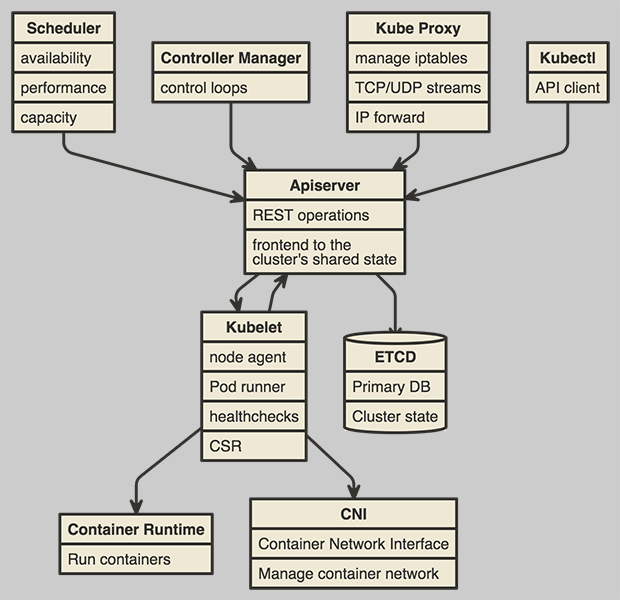 Scheduler
availability
performance
capacity
Controller Manager
control loops
Kube Proxy
manage iptables
TCP/UDP streams
IP forward
Kubectl
API client
Apiserver
REST operations
frontend to the
cluster's shared state
Kubelet
node agent
Pod runner
healthchecks
CSR
ETCD
Primary DB
Cluster state
Container Runtime
Run containers
CNI
Container Network Interface
Manage container network